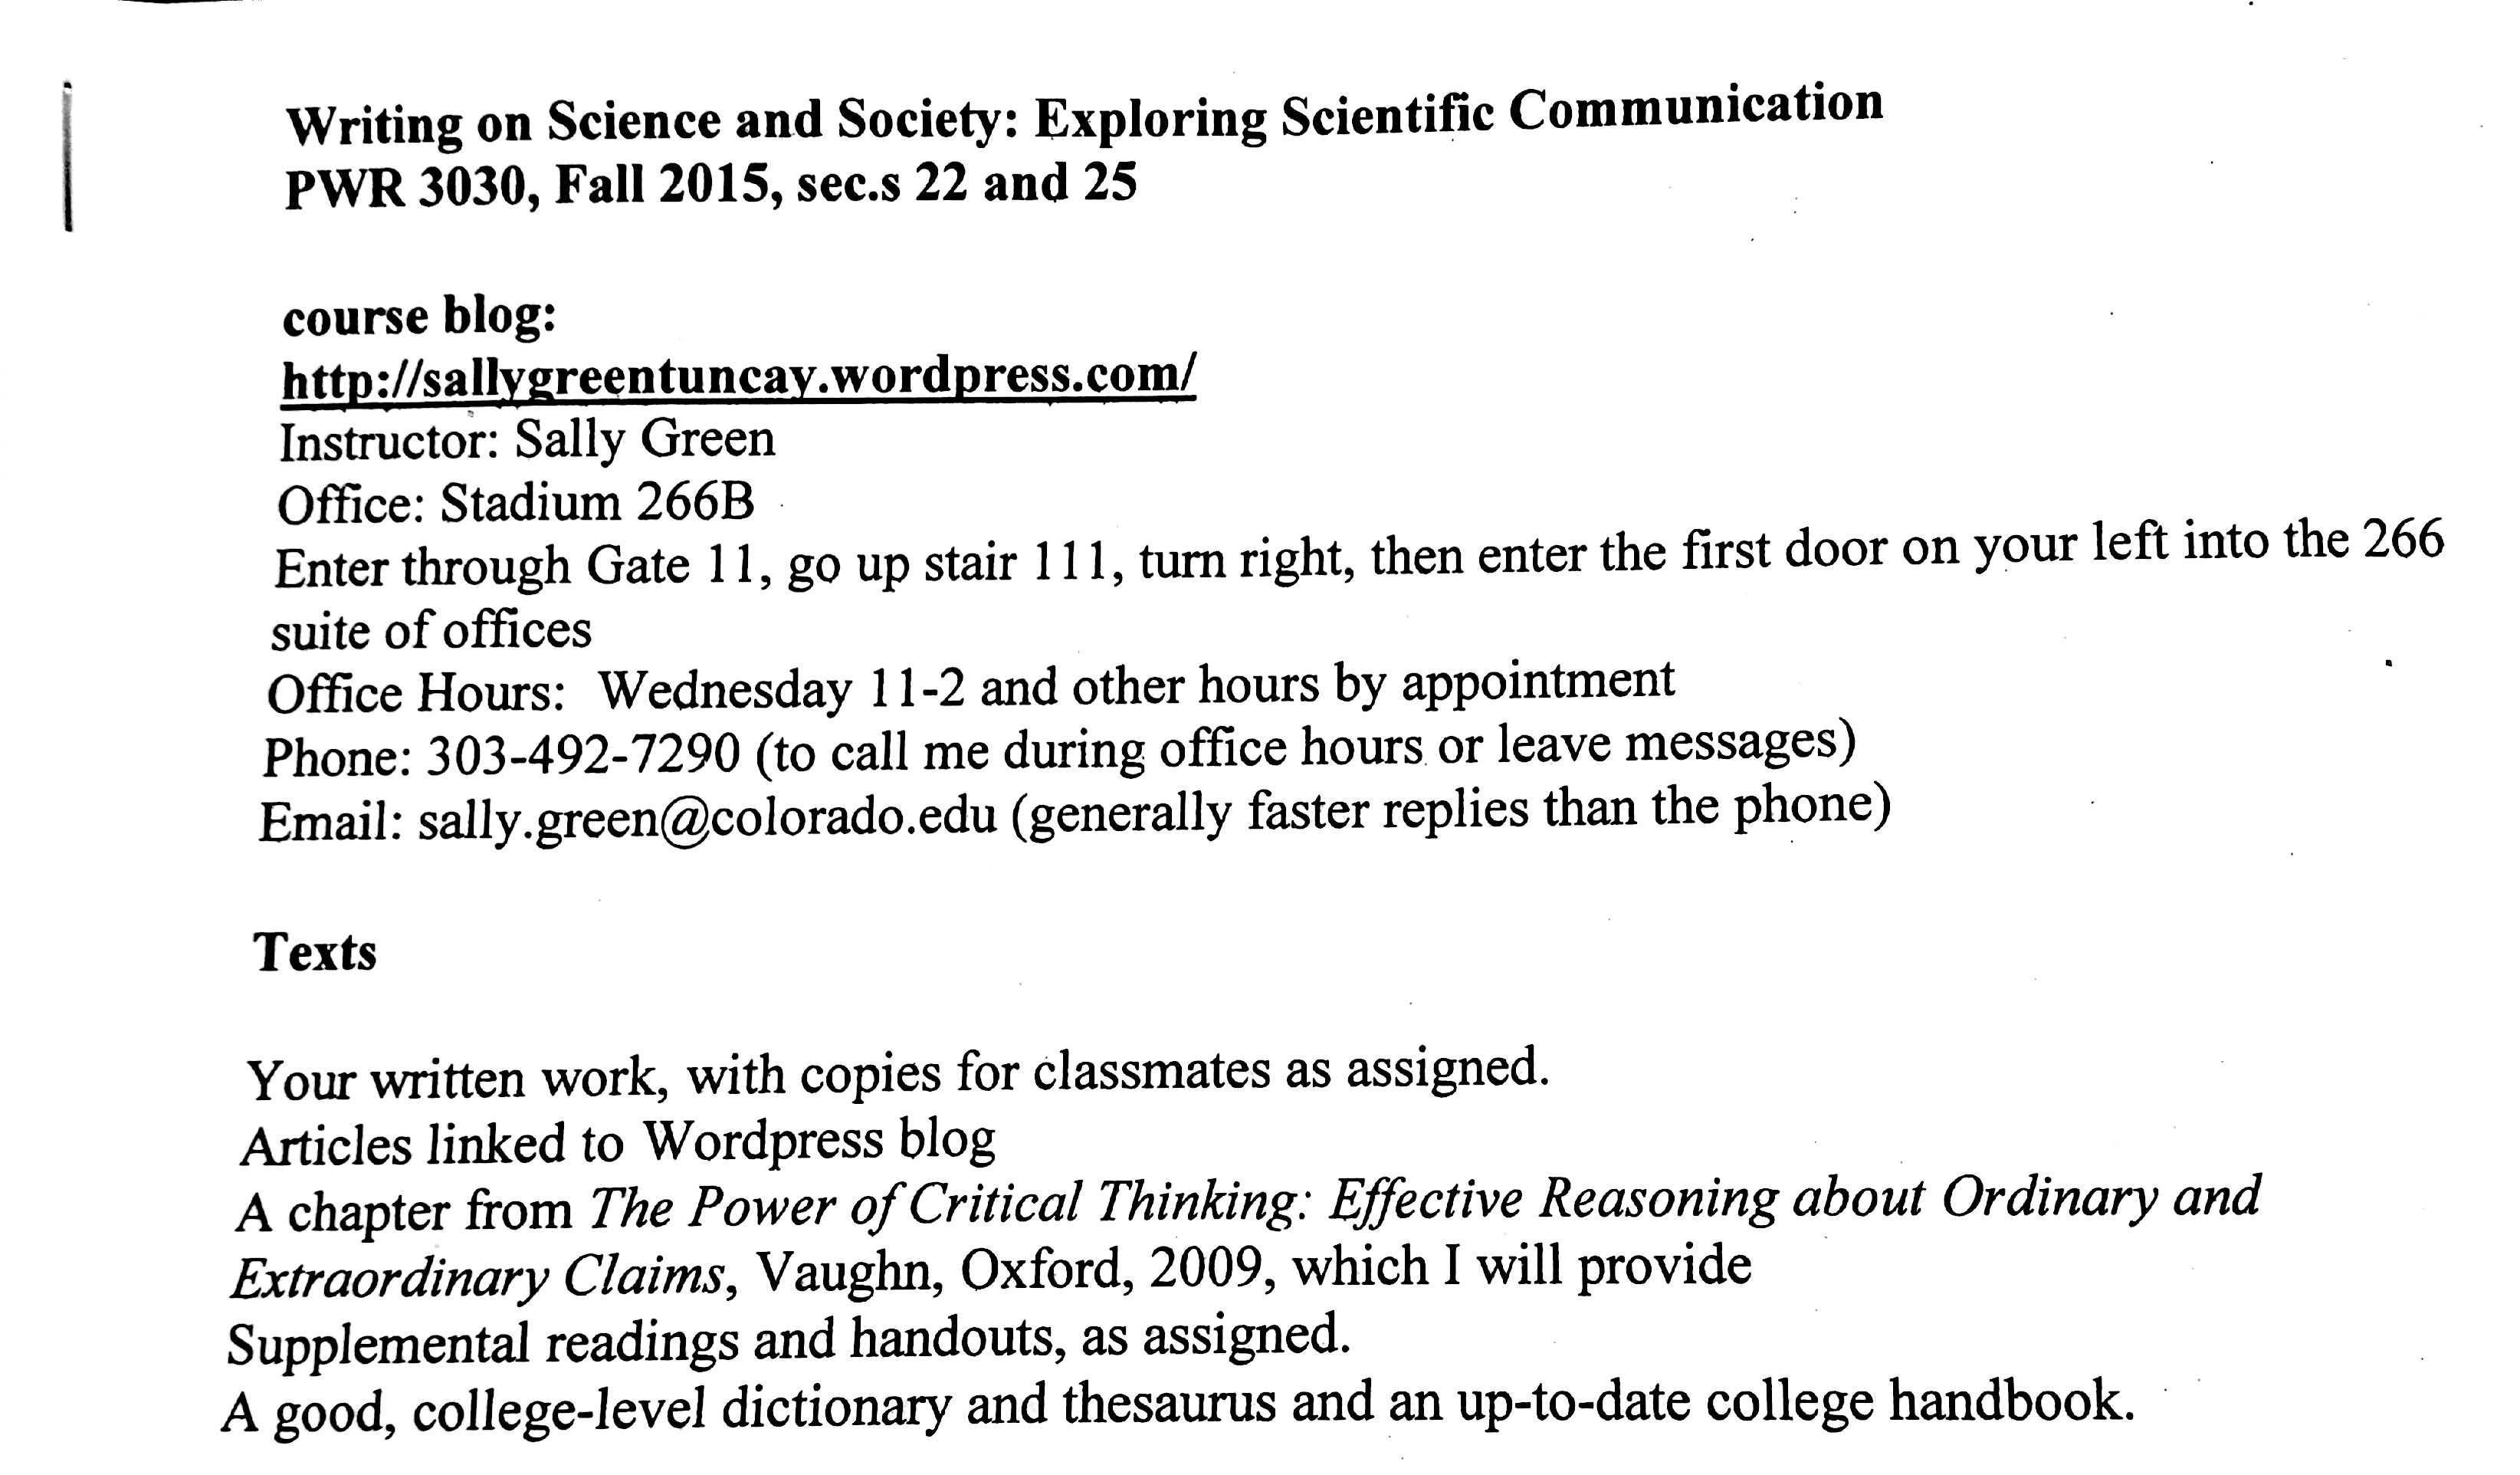 Writing on Science and Society: Exploring Scientific Communication
PWR 3030, Fall 2015, sec.s 22 and 25
course blog:
http://sallygreentuncay.wordpress.com/
Instructor: Sally Green
Office: Stadium 266B
Enter through Gate 11, go up stair 111, turn right, then enter the first door on your left into the 266
suite of offices
Office Hours:  Wednesday 11-2 and other hours by appointment
Phone: 303-492-7290 (to call me during office hours or leave messages)
Email: sally.green@colorado.edu (generally faster replies than the phone)
Texts
Your written work, with copies for classmates as assigned.
Articles linked to Wordpress blog
A chapter from The Power of Critical Thinking: Effective Reasoning about Ordinary and
Extraordinary Claims, Vaughn, Oxford, 2009, which I will provide
Supplemental readings and handouts, as assigned.
A good, college-level dictionary and thesaurus and an up-to-date college handbook.